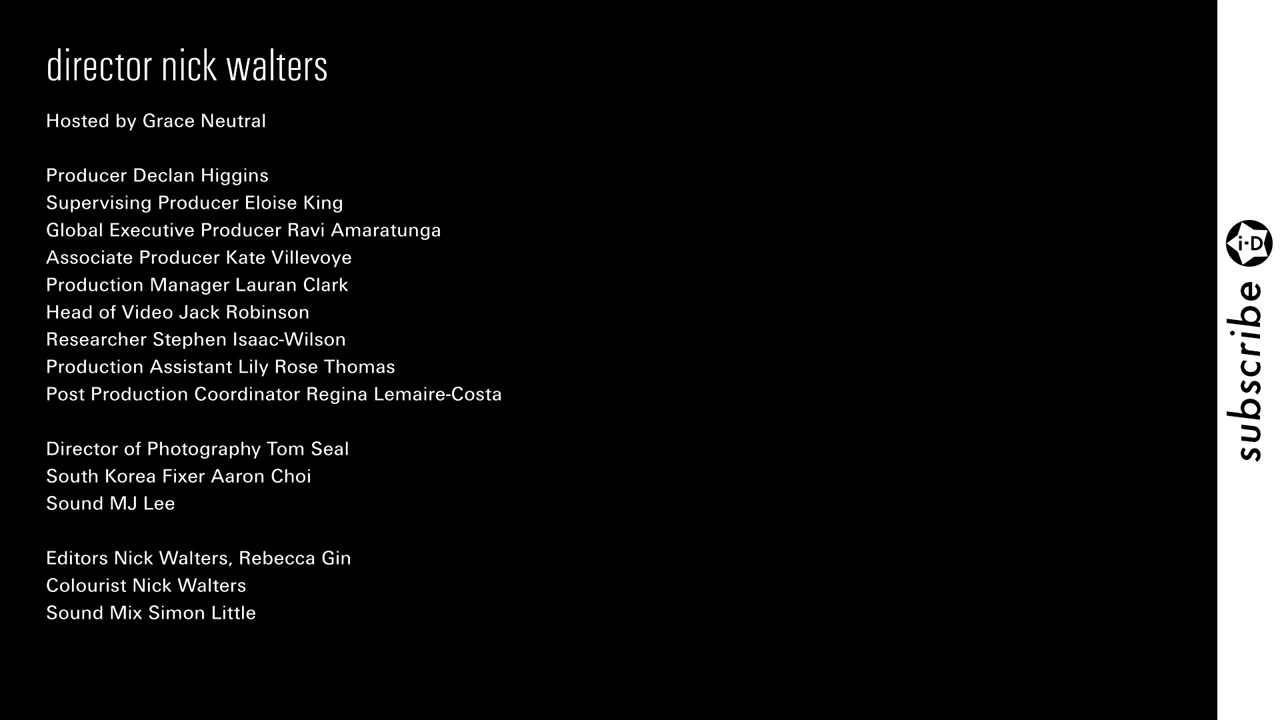 director nick walters
Hosted by Grace Neutral
Producer Declan Higgins
Supervising Producer Eloise King
Global Executive Producer Ravi Amaratunga
Associate Producer Kate Villevoye
Production Manager Lauran Clark
Head of Video Jack Robinson
Researcher Stephen Isaac-Wilson
Production Assistant Lily Rose Thomas
Post Production Coordinator Regina Lemaire-Costa
Director of Photography Tom Seal
South Korea Fixer Aaron Choi
Sound MJ Lee
Editors Nick Walters, Rebecca Gin
Colourist Nick Walters
Sound Mix Simon Little
i-D
subscribe